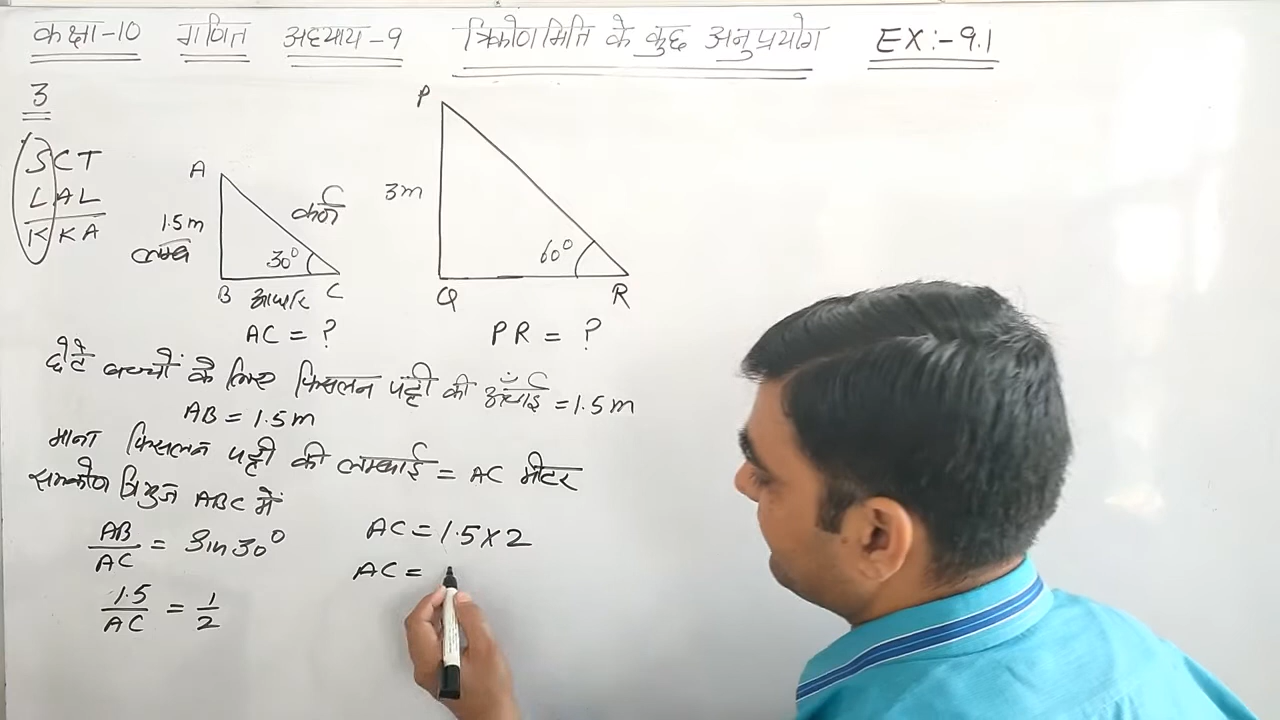 कक्षा-10 गणित अध्याय-9 त्रिकोणमिति के कुछ अनुप्रयोग EX:-9.1
3
SCT
LAL
KKA
A
1.5m
लम्ब
कर्ण
30°
B आधार C
AC = ?
P
3m
60°
Q R
PR = ?
छोटे बच्चों के लिए फिसलन पट्टी की ऊंचाई = 1.5m
AB = 1.5m
माना फिसलन पट्टी की लम्बाई = AC मीटर
समकोण त्रिभुज ABC में
AB/AC = Sin30°
1.5/AC = 1/2
AC = 1.5×2
AC =